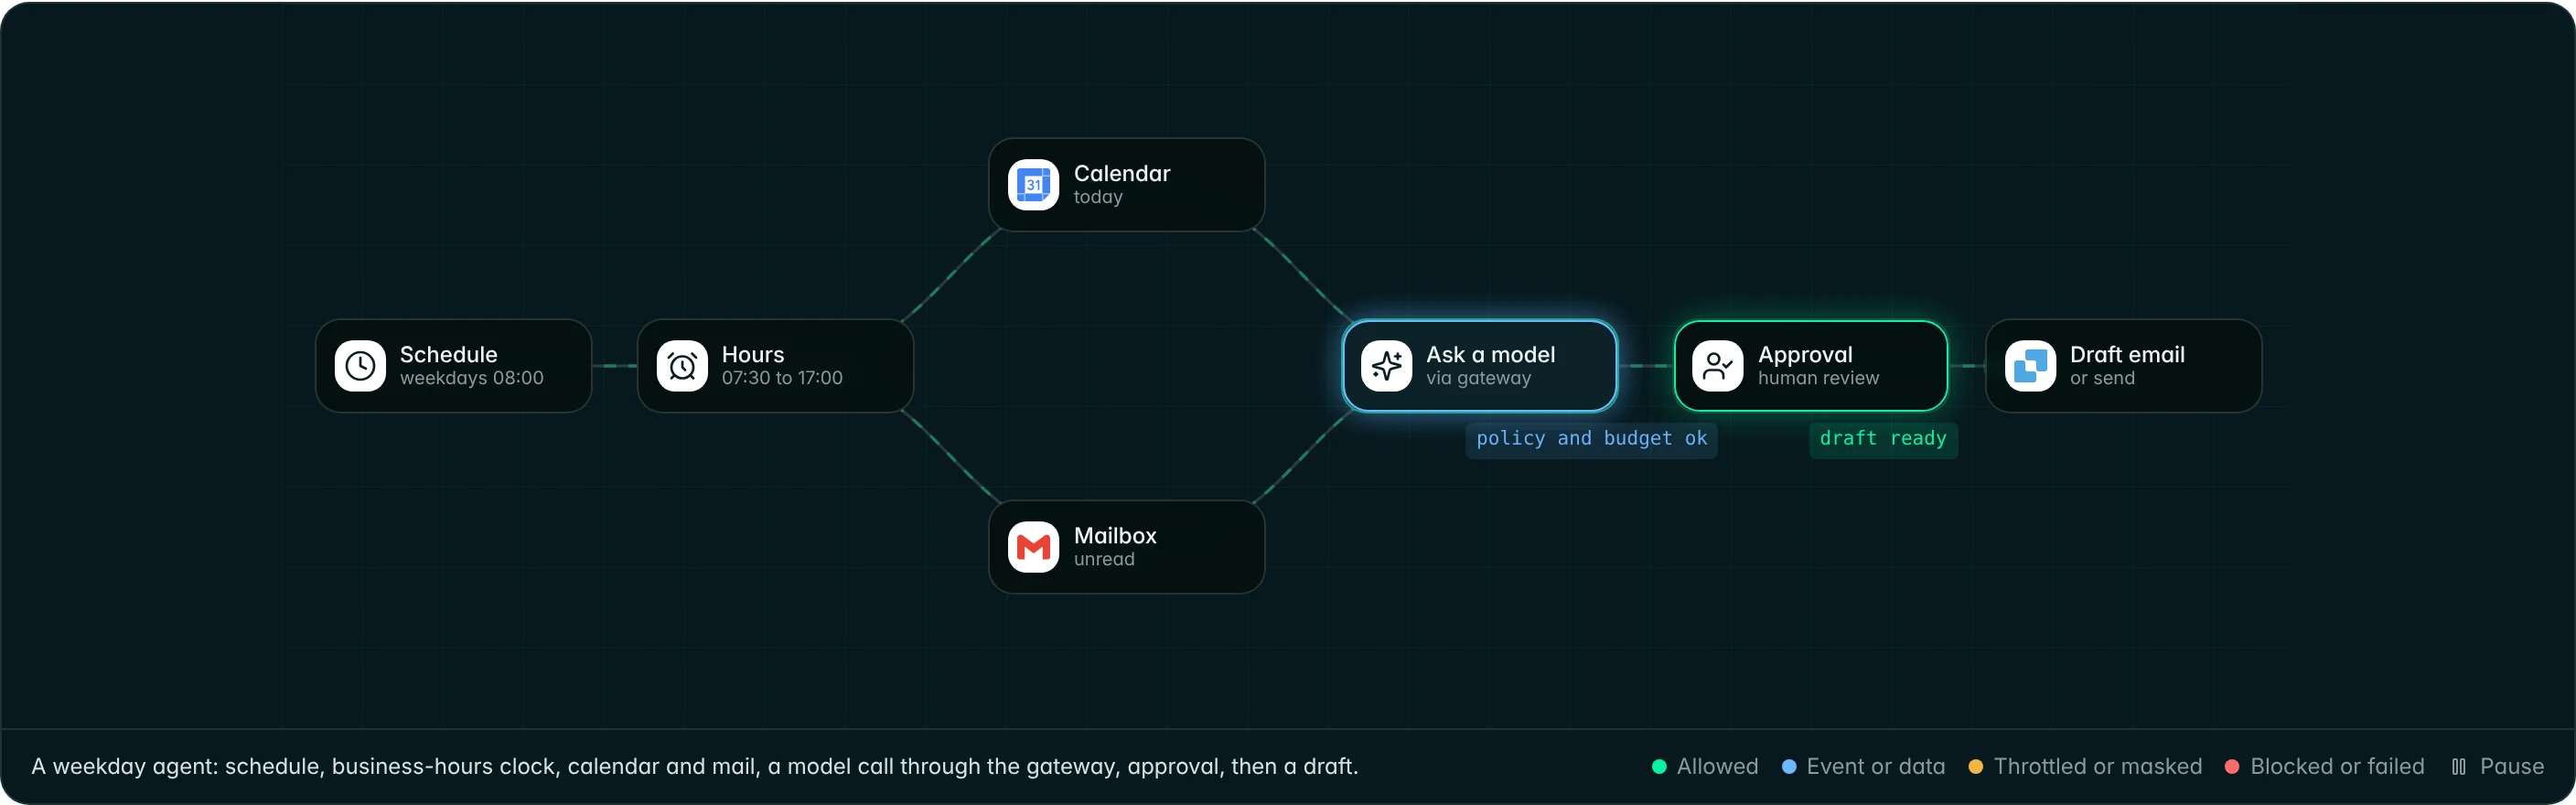 31
Calendar
today
Schedule
weekdays 08:00
Hours
07:30 to 17:00
Ask a model
via gateway
Approval
human review
Draft email
or send
policy and budget ok
draft ready
Mailbox
unread
A weekday agent: schedule, business-hours clock, calendar and mail, a model call through the gateway, approval, then a draft.
Allowed
Event or data
Throttled or masked
Blocked or failed
Pause